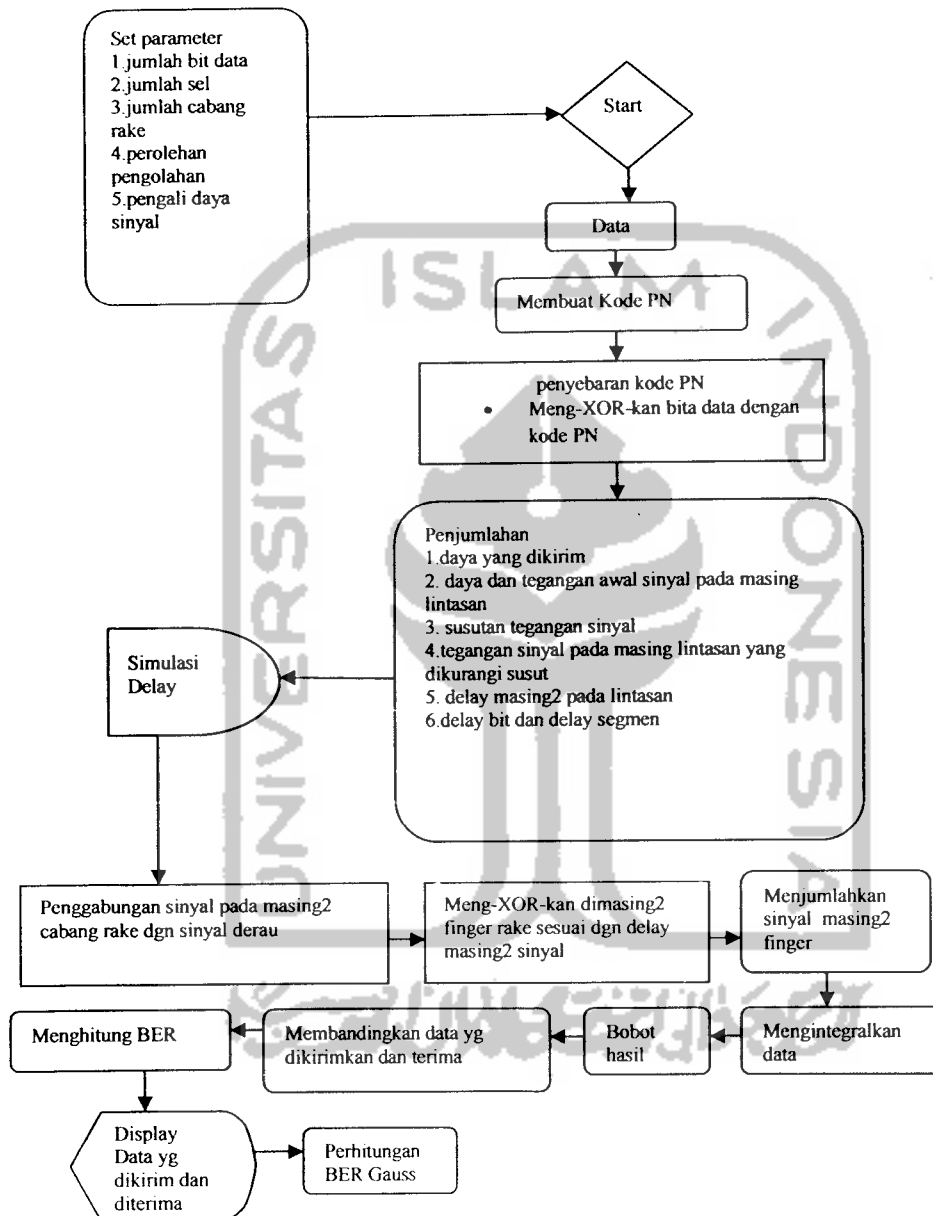 Set parameter
1.jumlah bit data
2.jumlah sel
3.jumlah cabang
rake
4.perolehan
pengolahan
5.pengali daya
sinyal
Start
Data
Membuat Kode PN
penyebaran kode PN
• Meng-XOR-kan bita data dengan
kode PN
Penjumlahan
1.daya yang dikirim
2. daya dan tegangan awal sinyal pada masing
lintasan
3. susutan tegangan sinyal
4.tegangan sinyal pada masing lintasan yang
dikurangi susut
5. delay masing2 pada lintasan
6.delay bit dan delay segmen
Simulasi
Delay
Penggabungan sinyal pada masing2
cabang rake dgn sinyal derau
Meng-XOR-kan dimasing2
finger rake sesuai dgn delay
masing2 sinyal
Menjumlahkan
sinyal masing2
finger
Mengintegralkan
data
Bobot
hasil
Membandingkan data yg
dikirimkan dan terima
Menghitung BER
Display
Data yg
dikirim dan
diterima
Perhitungan
BER Gauss
UNIVERSITAS
ISLAM
INDONESIA